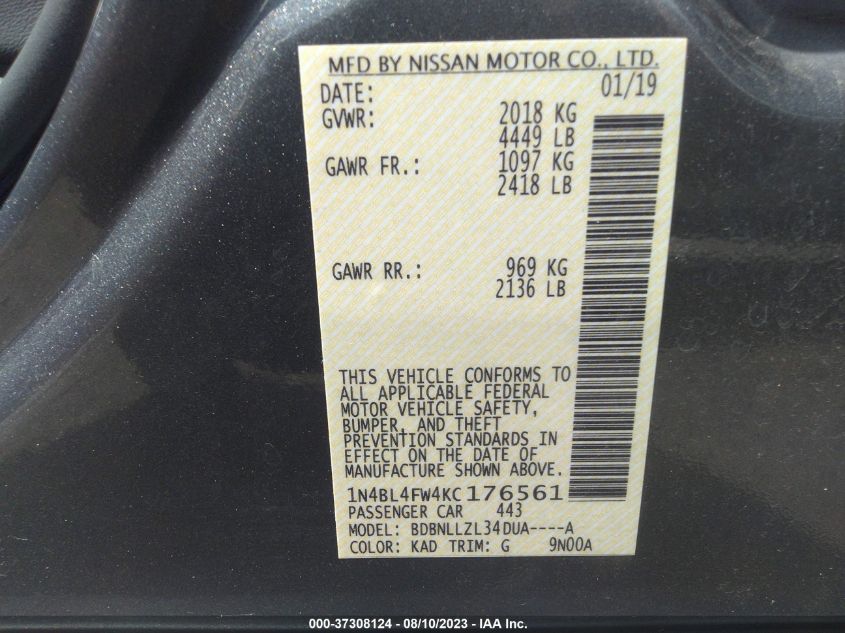 MFD BY NISSAN MOTOR CO., LTD.
DATE: 01/19
GVWR: 2018 KG
4449 LB
GAWR FR.: 1097 KG
2418 LB
GAWR RR.: 969 KG
2136 LB
THIS VEHICLE CONFORMS TO
ALL APPLICABLE FEDERAL
MOTOR VEHICLE SAFETY,
BUMPER, AND THEFT
PREVENTION STANDARDS IN
EFFECT ON THE DATE OF
MANUFACTURE SHOWN ABOVE.
1N4BL4FW4KC176561
PASSENGER CAR 443
MODEL: BDBNLLZL34DUA----A
COLOR: KAD TRIM: G 9N00A
000-37308124 - 08/10/2023 - IAA Inc.